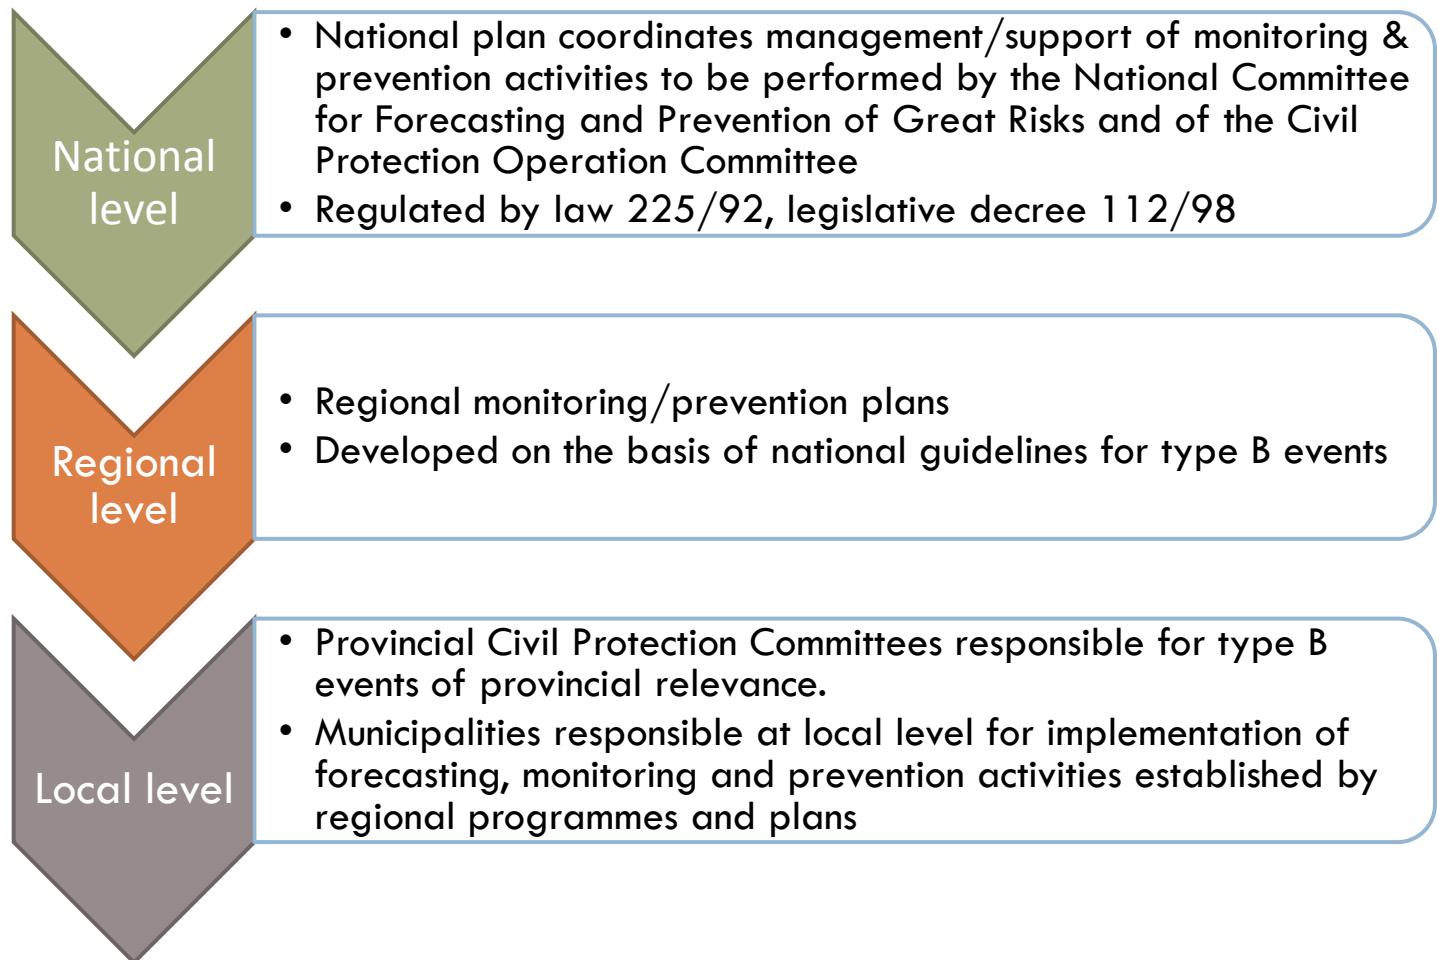 National
level
• National plan coordinates management/support of monitoring &
prevention activities to be performed by the National Committee
for Forecasting and Prevention of Great Risks and of the Civil
Protection Operation Committee
• Regulated by law 225/92, legislative decree 112/98
Regional
level
• Regional monitoring/prevention plans
• Developed on the basis of national guidelines for type B events
Local level
• Provincial Civil Protection Committees responsible for type B
events of provincial relevance.
• Municipalities responsible at local level for implementation of
forecasting, monitoring and prevention activities established by
regional programmes and plans